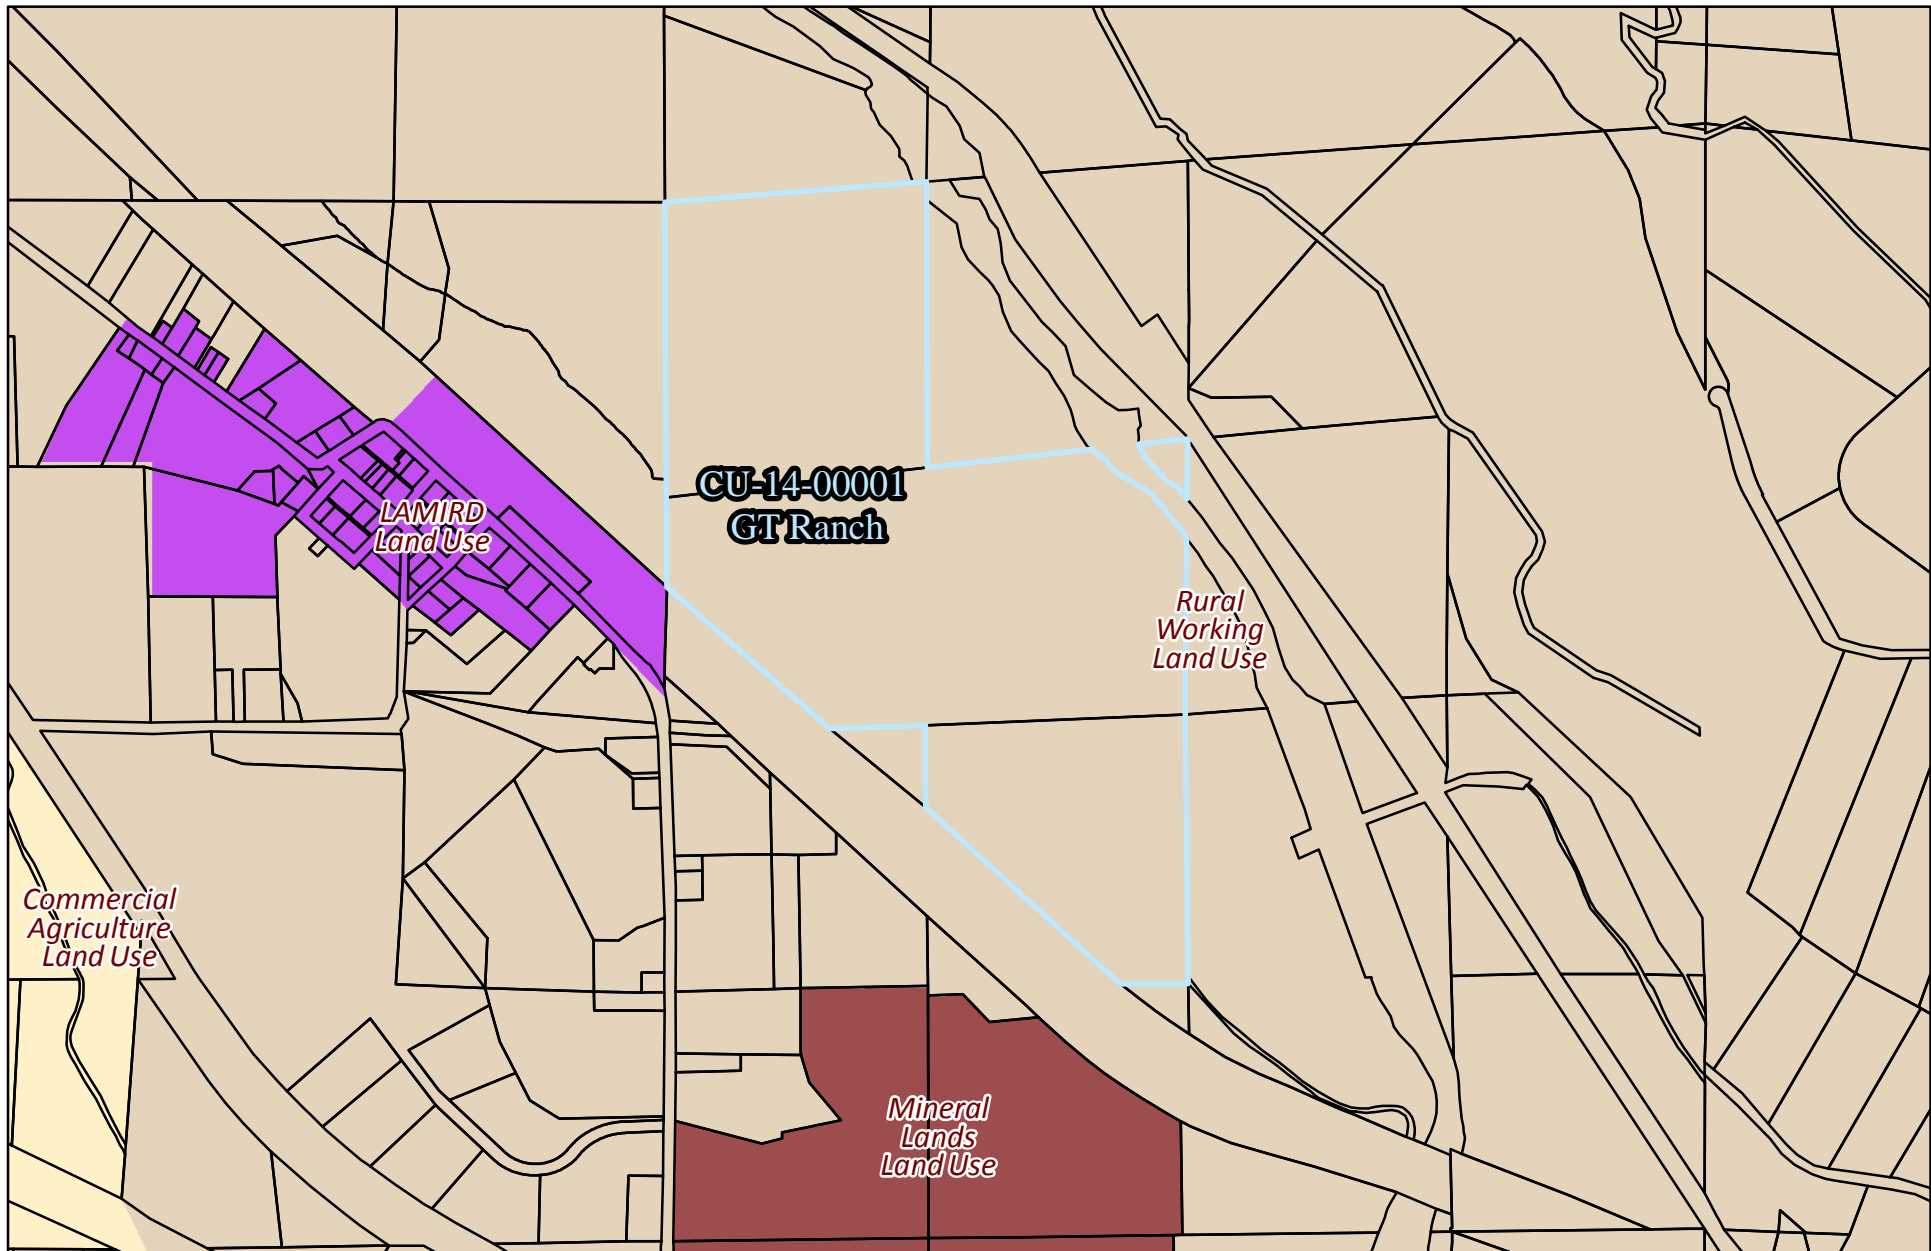 CU-14-00001
GT Ranch
LAMIRD
Land Use
Rural
Working
Land Use
Commercial
Agriculture
Land Use
Mineral
Lands
Land Use